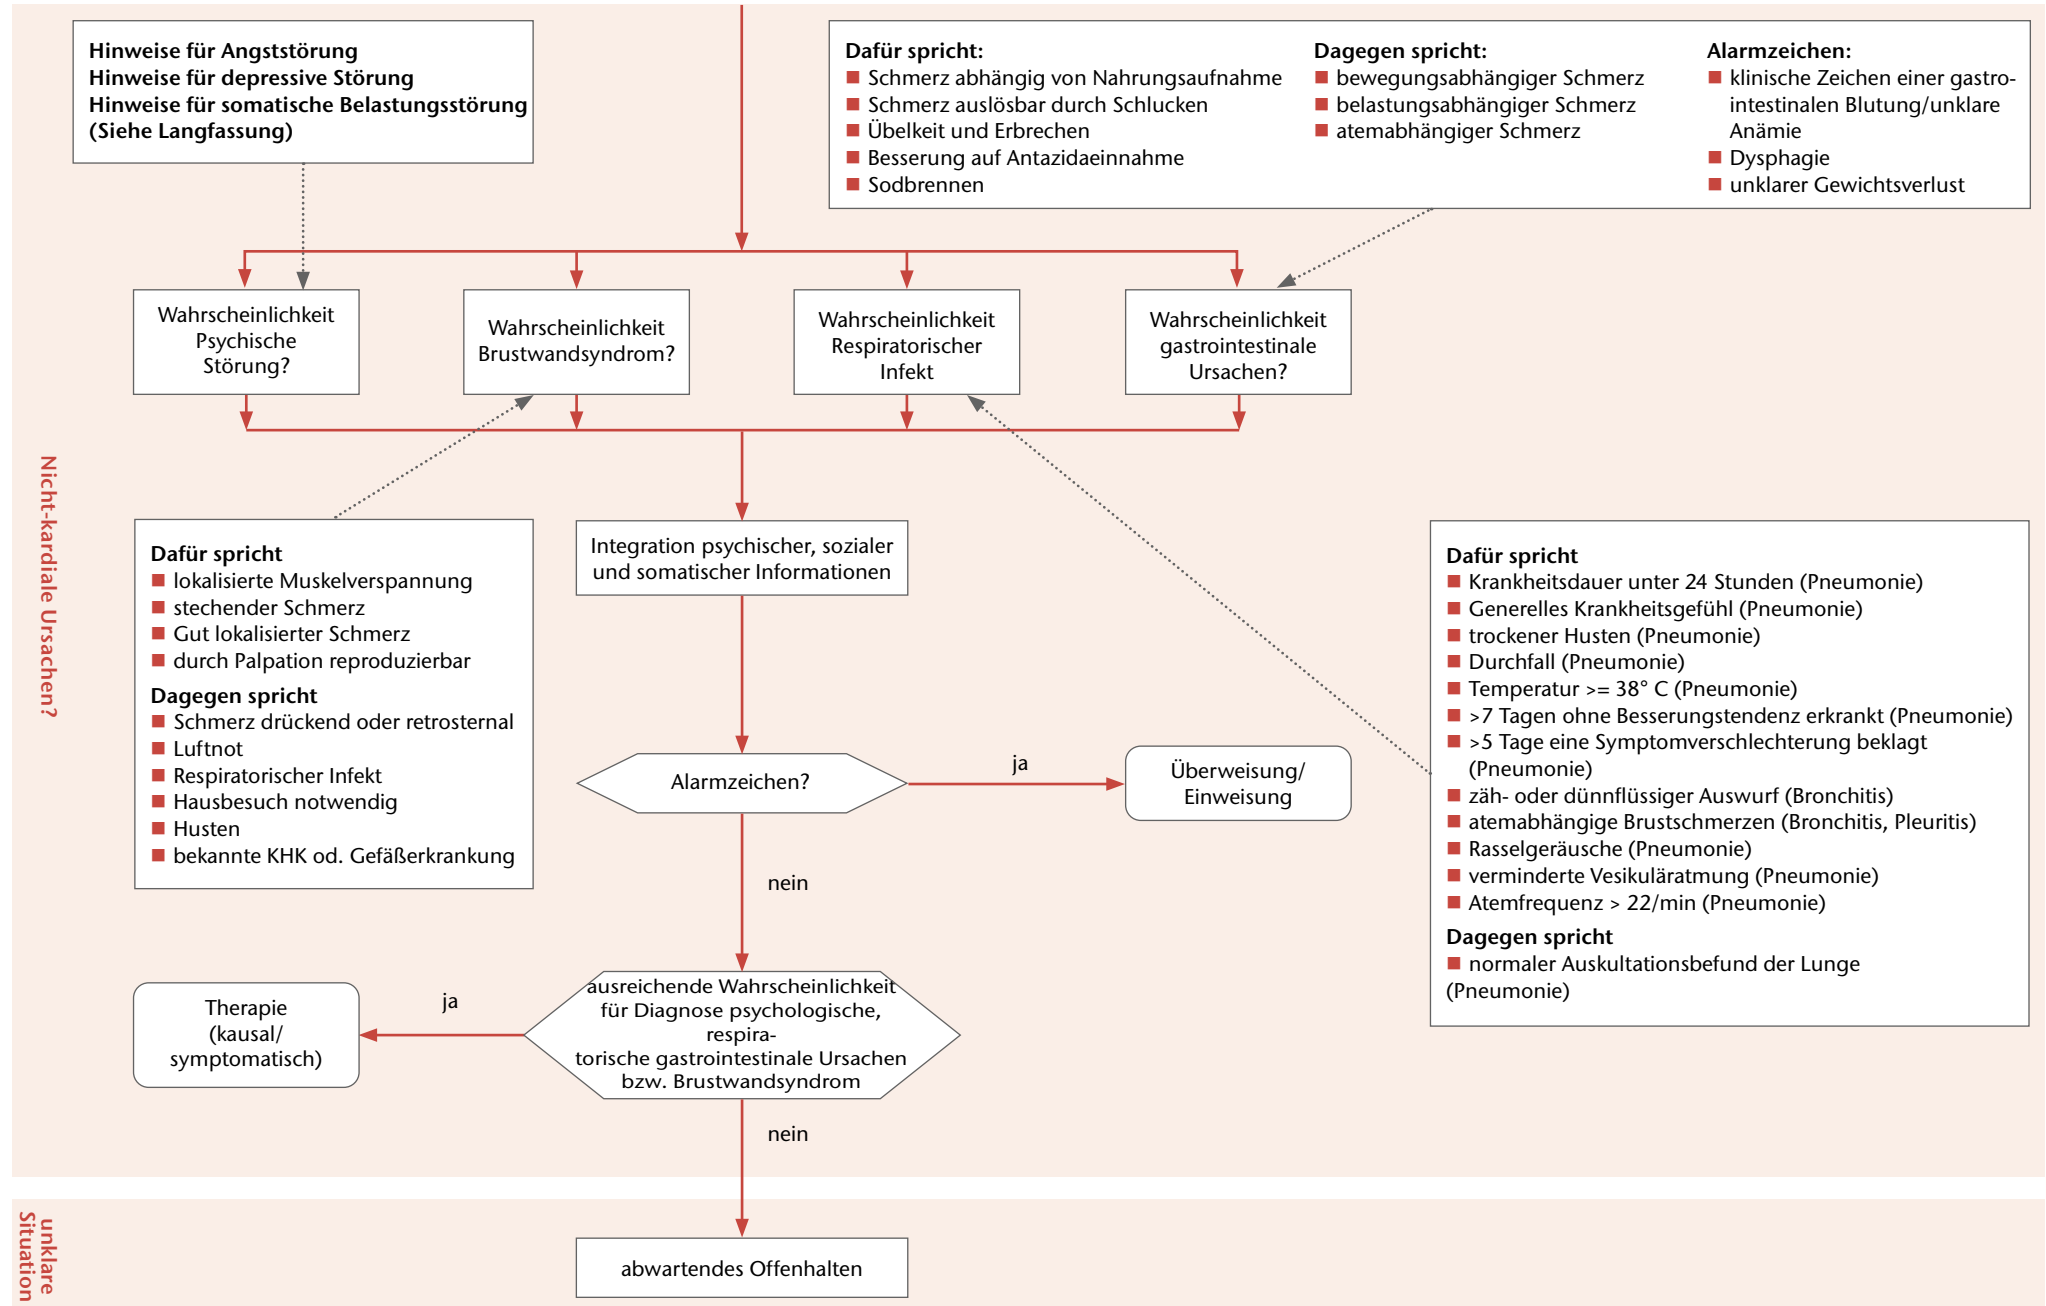 Hinweise für Angststörung
Hinweise für depressive Störung
Hinweise für somatische Belastungsstörung
(Siehe Langfassung)
Dafür spricht:
Schmerz abhängig von Nahrungsaufnahme
Schmerz auslösbar durch Schlucken
Übelkeit und Erbrechen
Besserung auf Antazidaeinnahme
Sodbrennen
Dagegen spricht:
bewegungsabhängiger Schmerz
belastungsabhängiger Schmerz
atemabhängiger Schmerz
Alarmzeichen:
klinische Zeichen einer gastro-
intestinalen Blutung/unklare
Anämie
Dysphagie
unklarer Gewichtsverlust
Wahrscheinlichkeit
Psychische
Störung?
Wahrscheinlichkeit
Brustwandsyndrom?
Wahrscheinlichkeit
Respiratorischer
Infekt
Wahrscheinlichkeit
gastrointestinale
Ursachen?
Nicht-kardiale Ursachen?
Dafür spricht
lokalisierte Muskelverspannung
stechender Schmerz
Gut lokalisierter Schmerz
durch Palpation reproduzierbar
Dagegen spricht
Schmerz drückend oder retrosternal
Luftnot
Respiratorischer Infekt
Hausbesuch notwendig
Husten
bekannte KHK od. Gefäßerkrankung
Integration psychischer, sozialer
und somatischer Informationen
Dafür spricht
Krankheitsdauer unter 24 Stunden (Pneumonie)
Generelles Krankheitsgefühl (Pneumonie)
trockener Husten (Pneumonie)
Durchfall (Pneumonie)
Temperatur >= 38° C (Pneumonie)
>7 Tagen ohne Besserungstendenz erkrankt (Pneumonie)
>5 Tage eine Symptomverschlechterung beklagt
(Pneumonie)
zäh- oder dünnflüssiger Auswurf (Bronchitis)
atemabhängige Brustschmerzen (Bronchitis, Pleuritis)
Rasselgeräusche (Pneumonie)
verminderte Vesikuläratmung (Pneumonie)
Atemfrequenz > 22/min (Pneumonie)
Dagegen spricht
normaler Auskultationsbefund der Lunge
(Pneumonie)
Alarmzeichen?
ja
Überweisung/
Einweisung
nein
ausreichende Wahrscheinlichkeit
für Diagnose psychologische,
respira-
torische gastrointestinale Ursachen
bzw. Brustwandsyndrom
ja
Therapie
(kausal/
symptomatisch)
nein
unklare
Situation
abwartendes Offenhalten